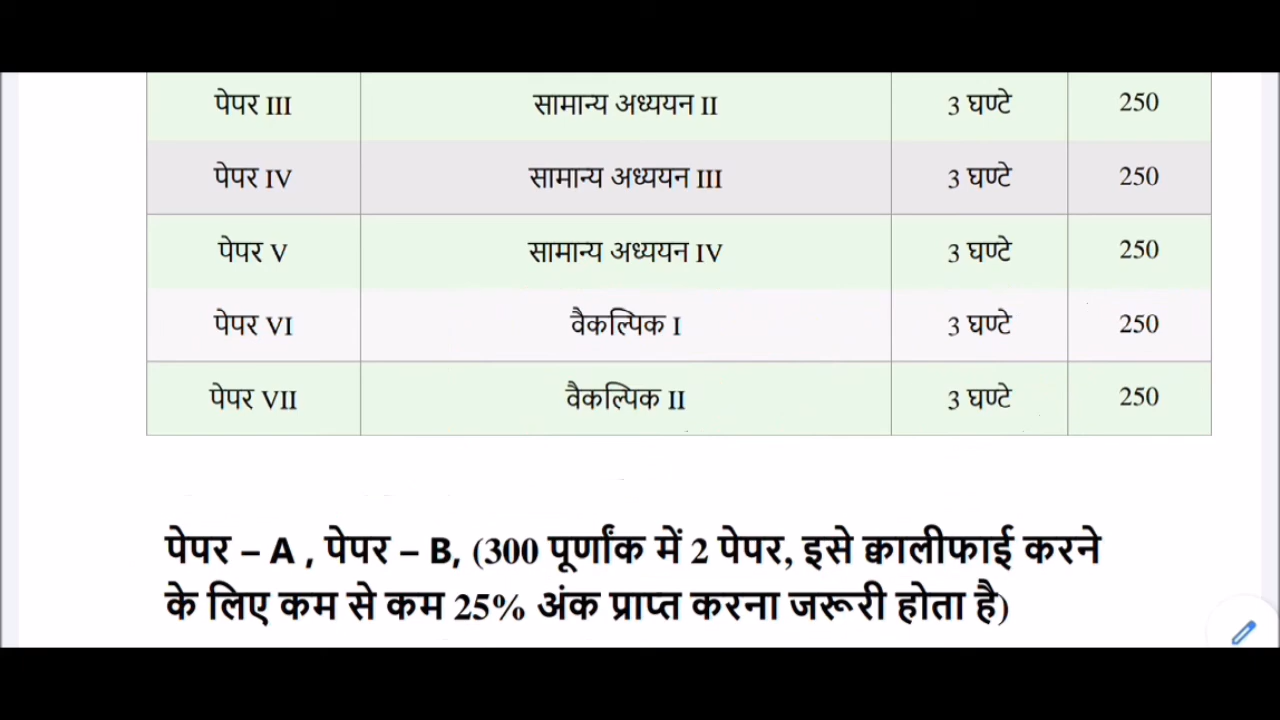 पेपर III सामान्य अध्ययन II 3 घण्टे 250
पेपर IV सामान्य अध्ययन III 3 घण्टे 250
पेपर V सामान्य अध्ययन IV 3 घण्टे 250
पेपर VI वैकल्पिक I 3 घण्टे 250
पेपर VII वैकल्पिक II 3 घण्टे 250
पेपर – A , पेपर – B, (300 पूर्णांक में 2 पेपर, इसे क्वालीफाई करने
के लिए कम से कम 25% अंक प्राप्त करना जरूरी होता है)